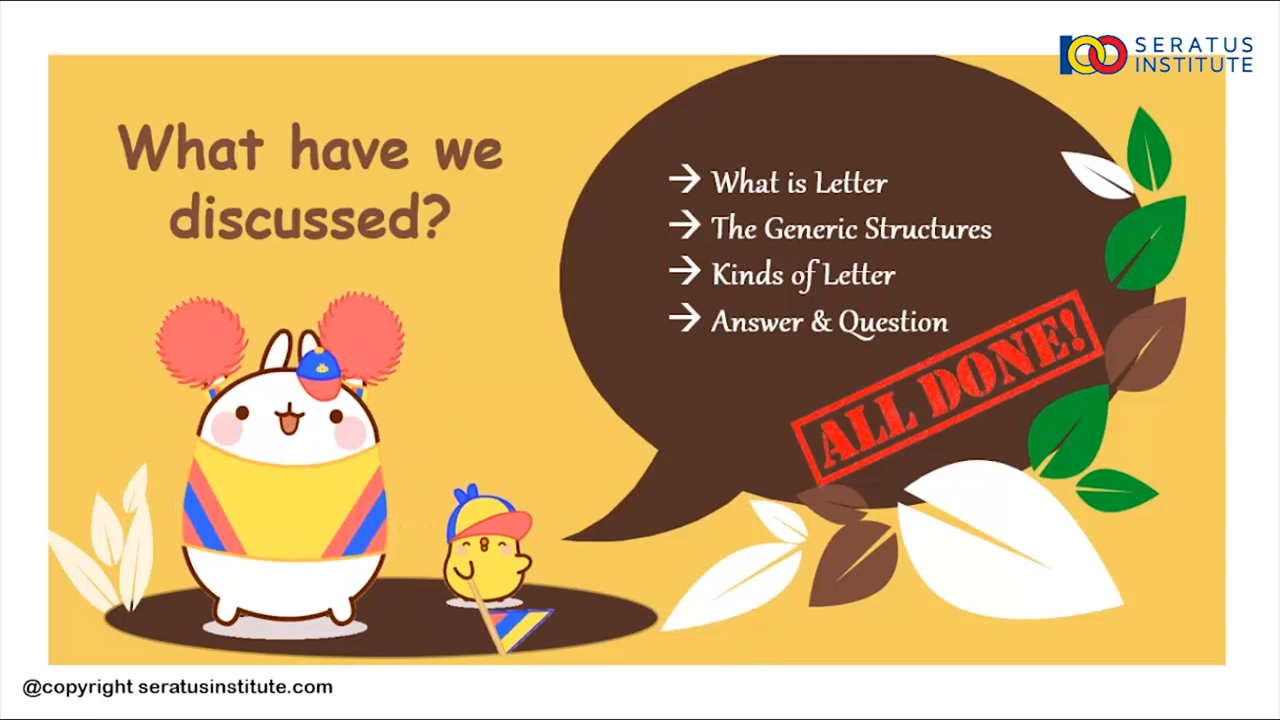 SERATUS
INSTITUTE
What have we
discussed?
→ What is Letter
→ The Generic Structures
→ Kinds of Letter
→ Answer & Question
ALL DONE!
@copyright seratusinstitute.com